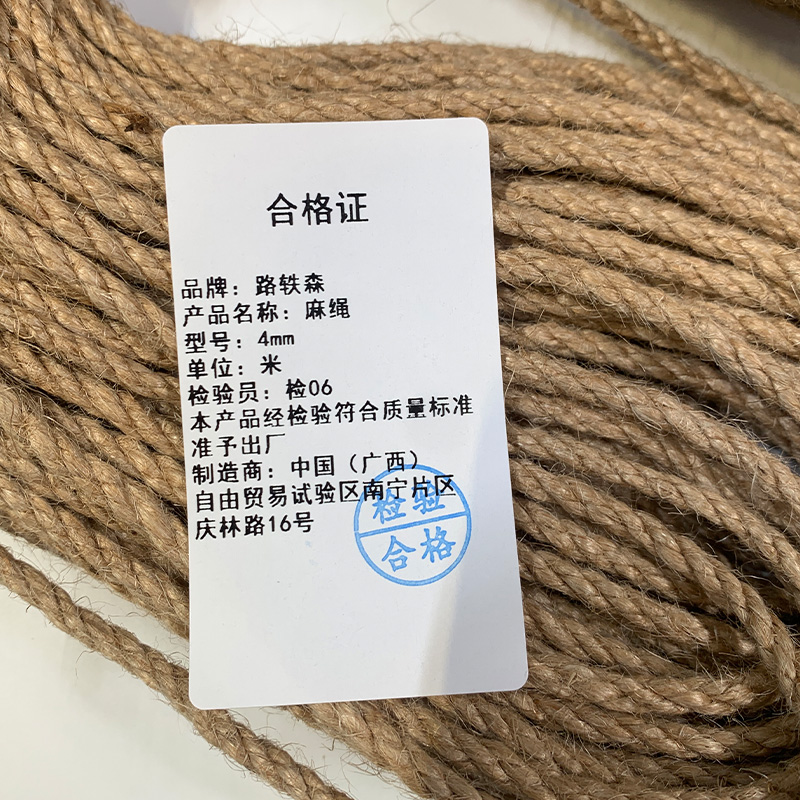 合格证
品牌：路轶森
产品名称：麻绳
型号：4mm
单位：米
检验员：检06
本产品经检验符合质量标准
准予出厂
制造商：中国（广西）
自由贸易试验区南宁片区
庆林路16号
检验
合格